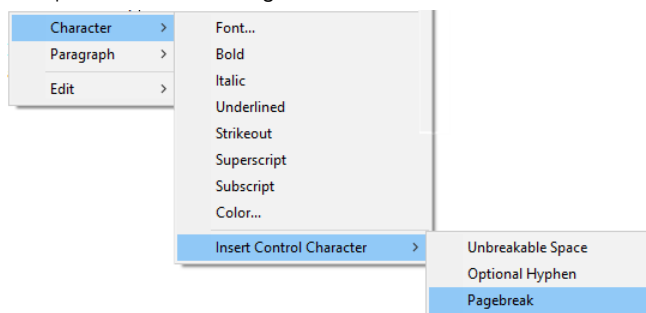 Character >
Paragraph >
Edit >
Font...
Bold
Italic
Underlined
Strikeout
Superscript
Subscript
Color...
Insert Control Character >
Unbreakable Space
Optional Hyphen
Pagebreak